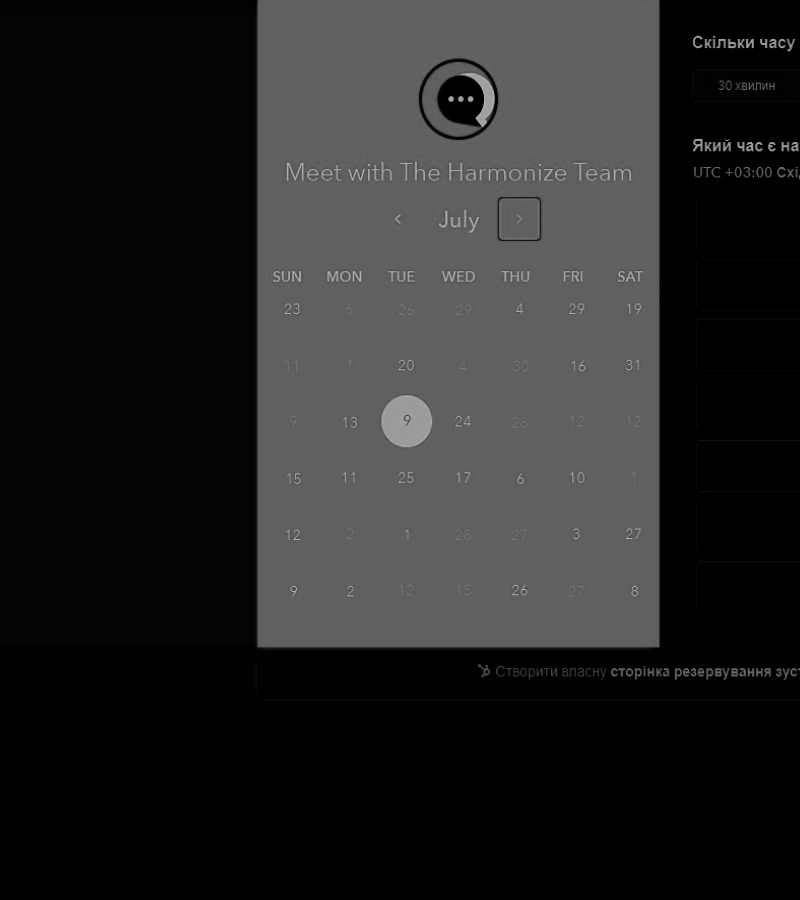 Meet with The Harmonize Team
July
SUN MON TUE WED THU FRI SAT
23 6 26 29 4 29 19
11 1 20 4 30 16 31
9 13 9 24 28 12 12
15 11 25 17 6 10 1
12 2 1 28 27 3 27
9 2 12 15 26 27 8
Скільки часу
30 хвилин
Який час є на
UTC +03:00 Схі
Створити власну сторінка резервування зуст